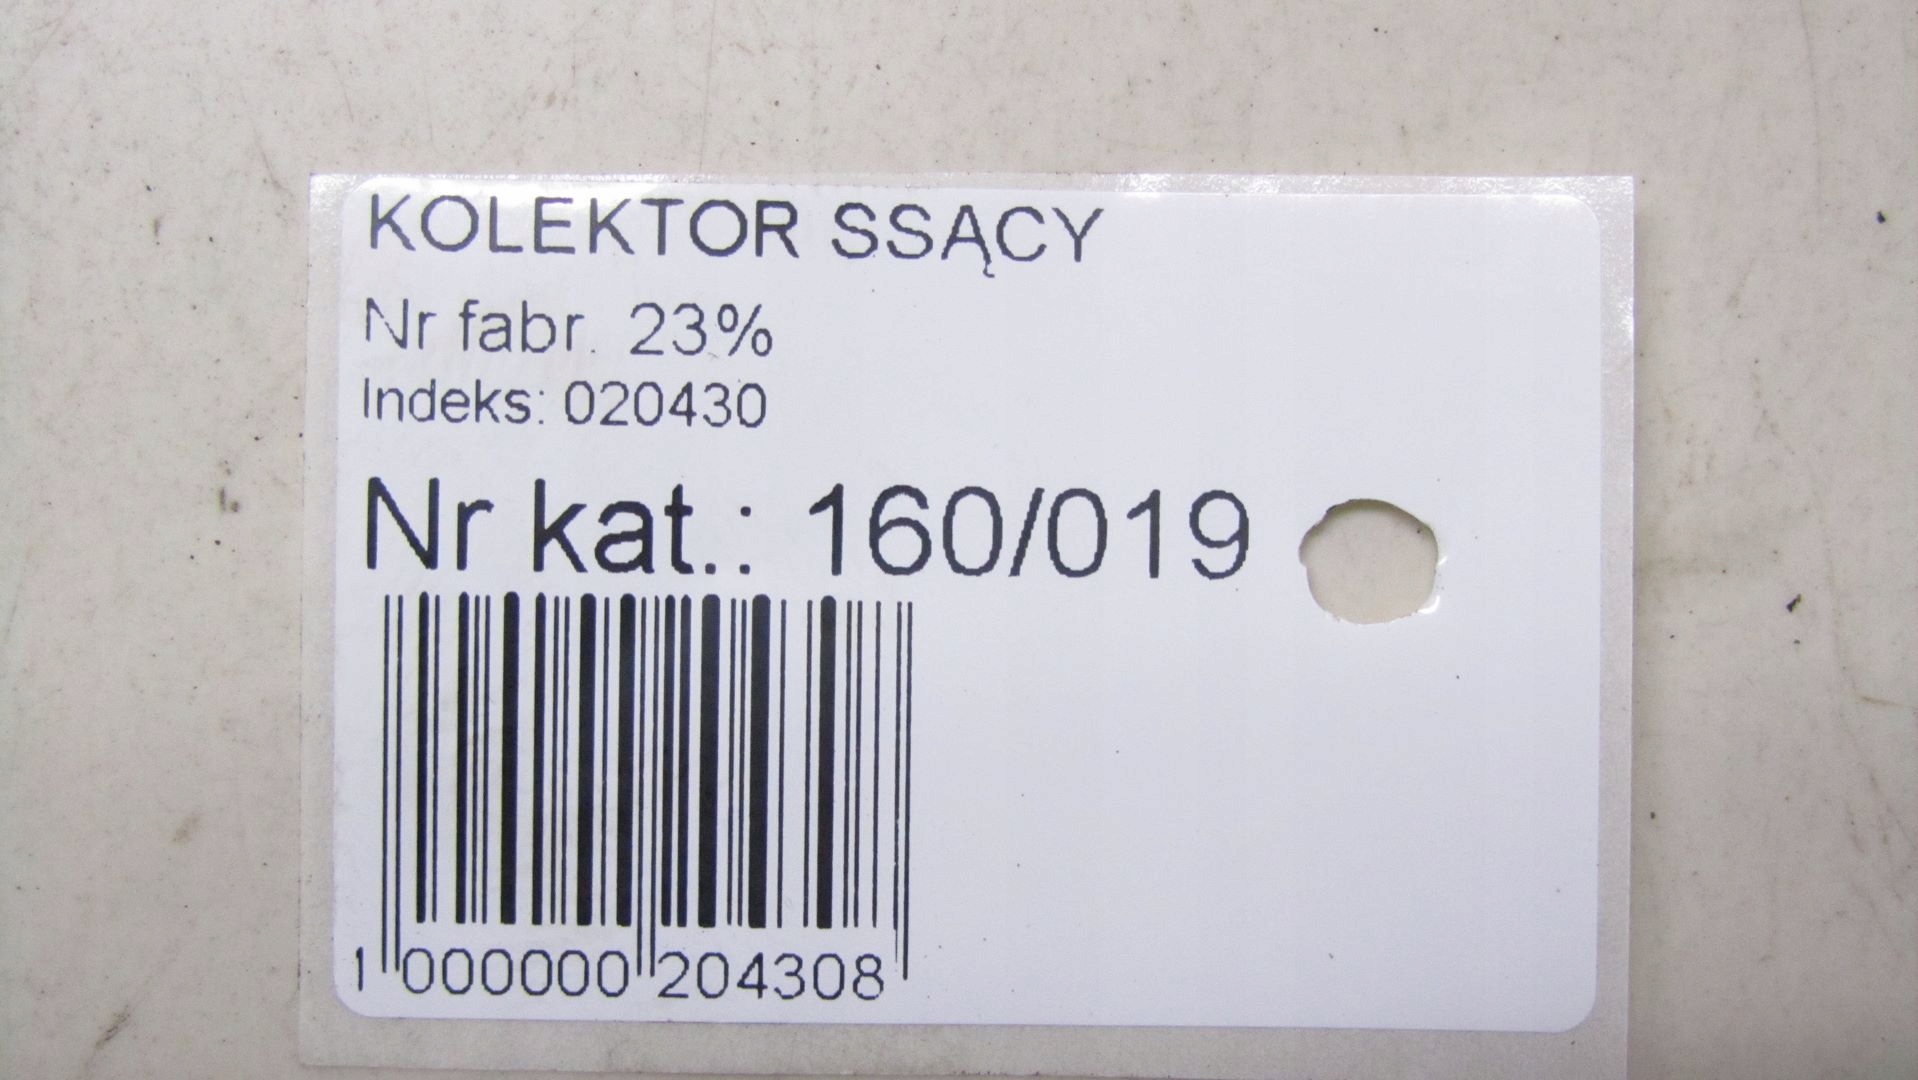 KOLEKTOR SSĄCY
Nr fabr. 23%
Indeks: 020430
Nr kat.: 160/019
1 000000 204308